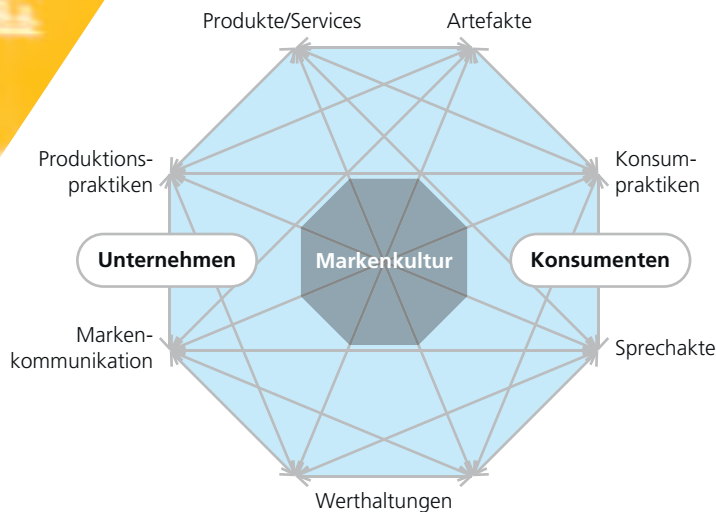 Produkte/Services
Artefakte
Produktions-
praktiken
Konsum-
praktiken
Unternehmen
Markenkultur
Konsumenten
Marken-
kommunikation
Sprechakte
Werthaltungen